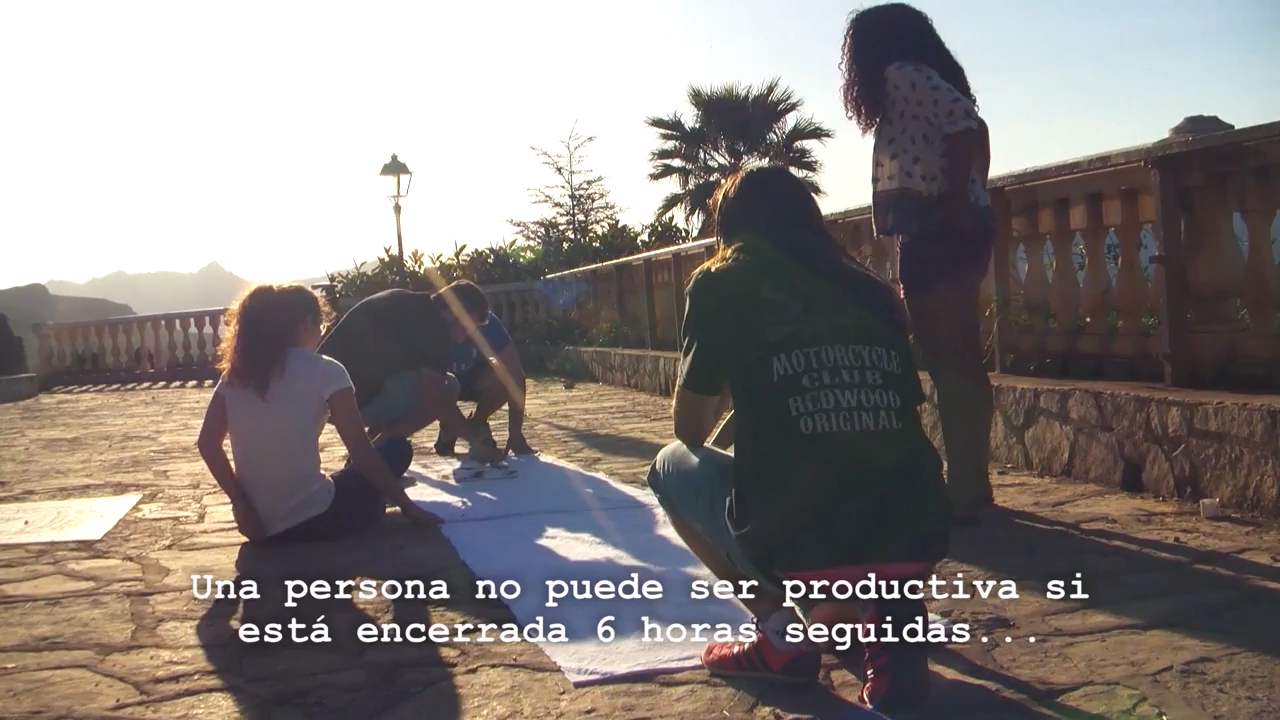 MOTORCYCLE
CLUB
REDWOOD
ORIGINAL
Una persona no puede ser productiva si
está encerrada 6 horas seguidas...